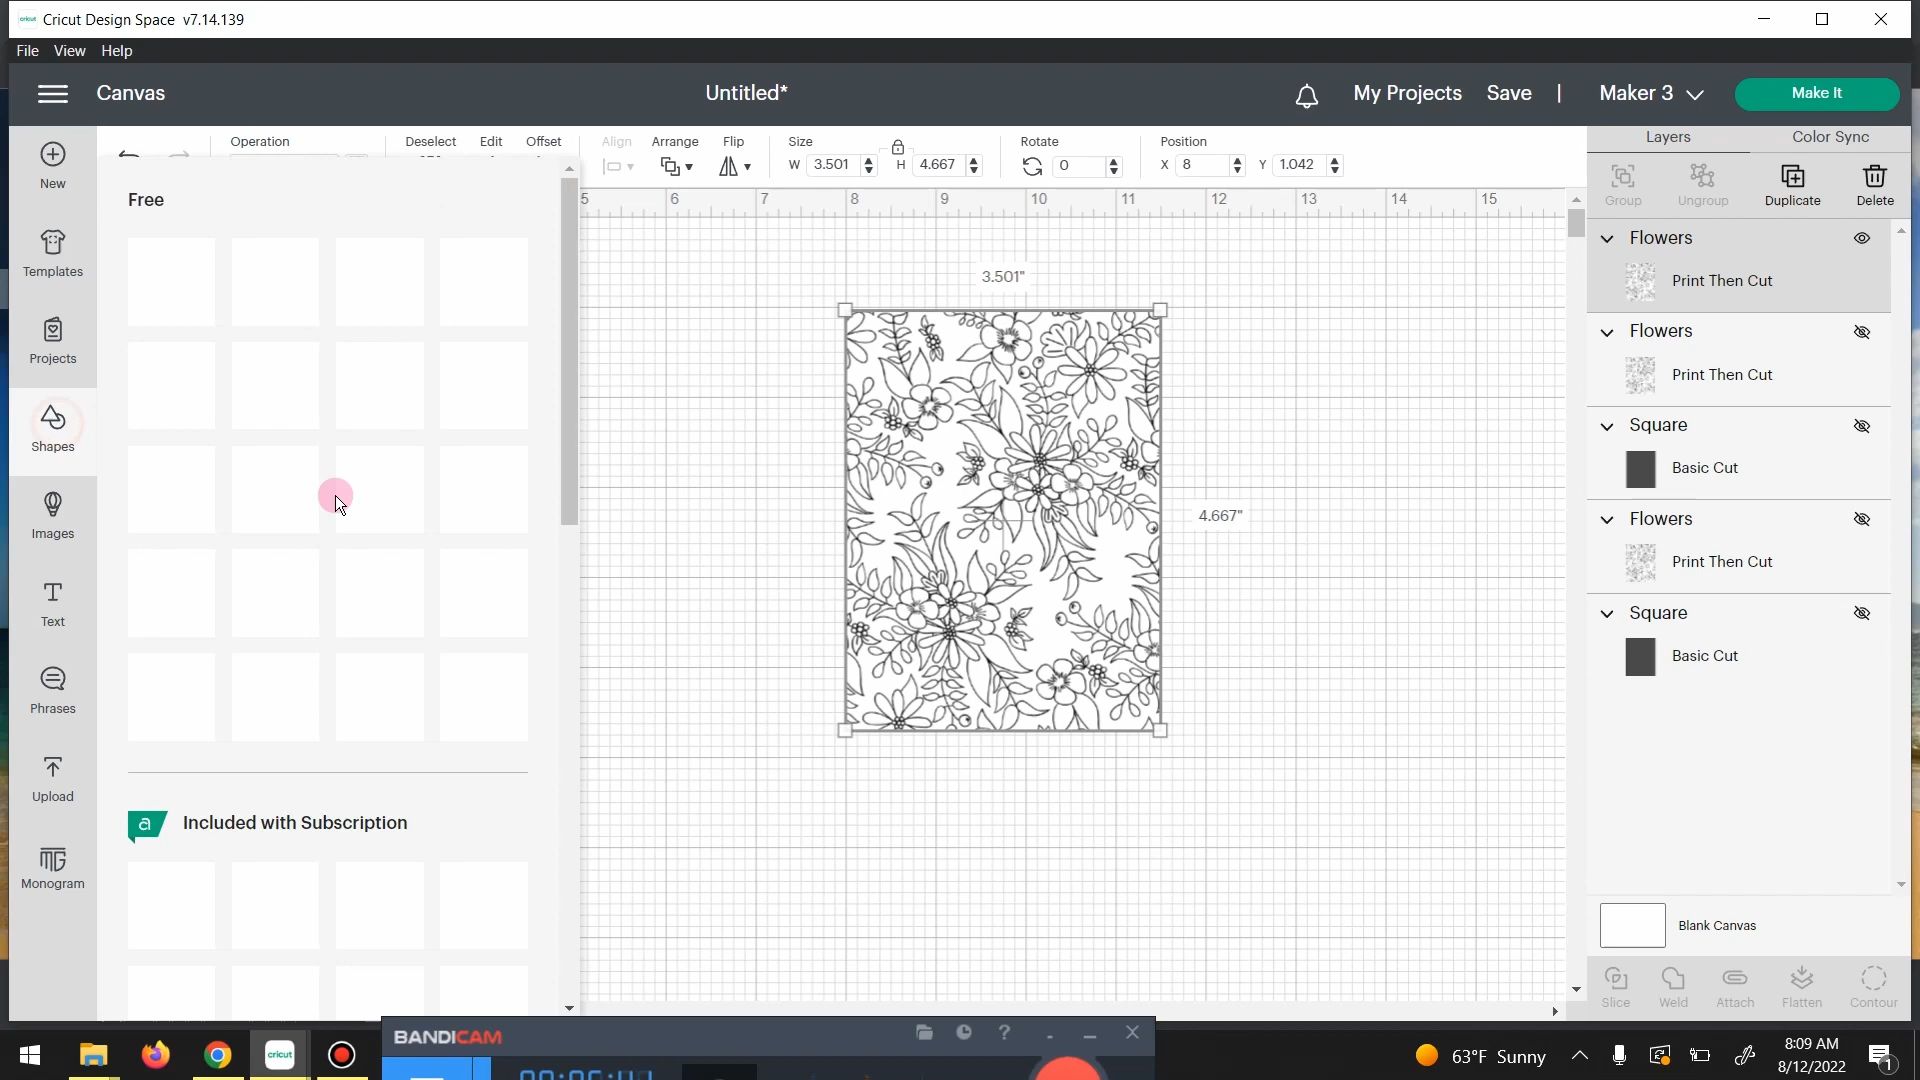 cricut Cricut Design Space v7.14.139
File View Help
Canvas Untitled* My Projects Save | Maker 3 Make It
Operation Deselect Edit Offset Align Arrange Flip Size Rotate Position
W 3.501 H 4.667 0 X 8 Y 1.042
Layers Color Sync
Group Ungroup Duplicate Delete
New
Templates
Projects
Shapes
Images
Text
Phrases
Upload
Monogram
Free
a Included with Subscription
5 6 7 8 9 10 11 12 13 14 15
3.501"
4.667"
Flowers
Print Then Cut
Flowers
Print Then Cut
Square
Basic Cut
Flowers
Print Then Cut
Square
Basic Cut
Blank Canvas
Slice Weld Attach Flatten Contour
BANDICAM
cricut
63°F Sunny
8:09 AM
8/12/2022
1